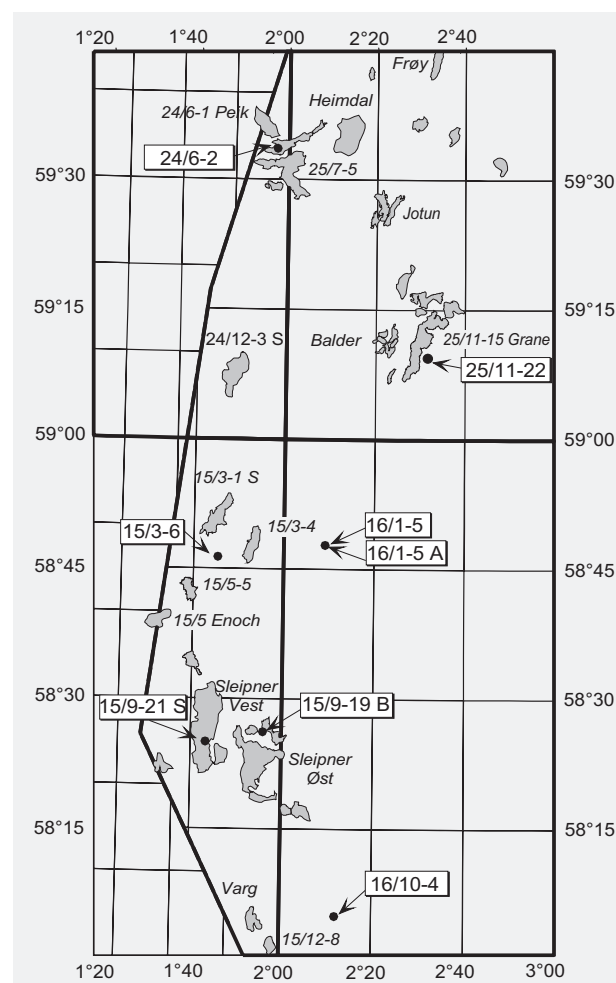 1°20 1°40 2°00 2°20 2°40 3°00
Frøy
24/6-1 Peik
Heimdal
24/6-2
25/7-5
59°30
59°30
Jotun
59°15
59°15
24/12-3 S
Balder
25/11-15 Grane
25/11-22
59°00
59°00
15/3-1 S
15/3-6
15/3-4
16/1-5
16/1-5 A
58°45
58°45
15/5-5
15/5 Enoch
58°30
58°30
Sleipner
Vest
15/9-21 S
15/9-19 B
Sleipner
Øst
58°15
58°15
Varg
16/10-4
15/12-8
1°20 1°40 2°00 2°20 2°40 3°00